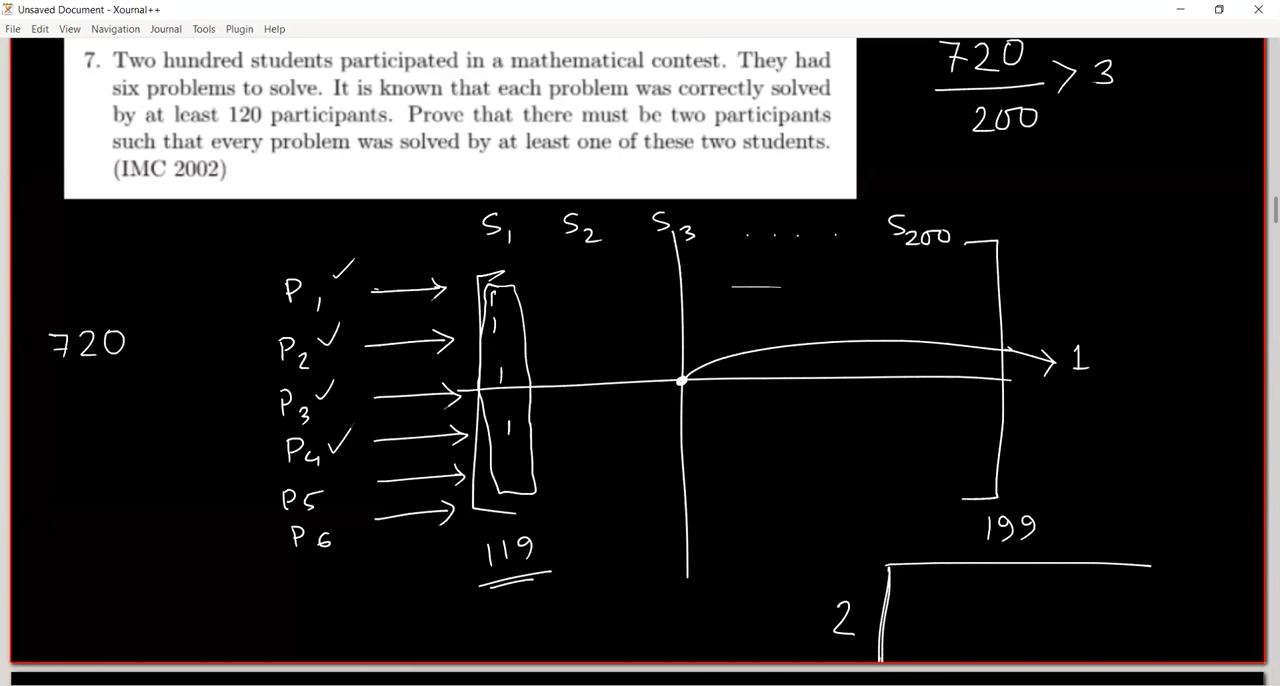 Unsaved Document - Xournal++
File Edit View Navigation Journal Tools Plugin Help
7. Two hundred students participated in a mathematical contest. They had
six problems to solve. It is known that each problem was correctly solved
by at least 120 participants. Prove that there must be two participants
such that every problem was solved by at least one of these two students.
(IMC 2002)
720
200
> 3
S1 S2 S3 . . . . . S200
P1 ✓
P2 ✓
P3 ✓
P4 ✓
P5
P6
720
1
1
1
1
1
119
199
2